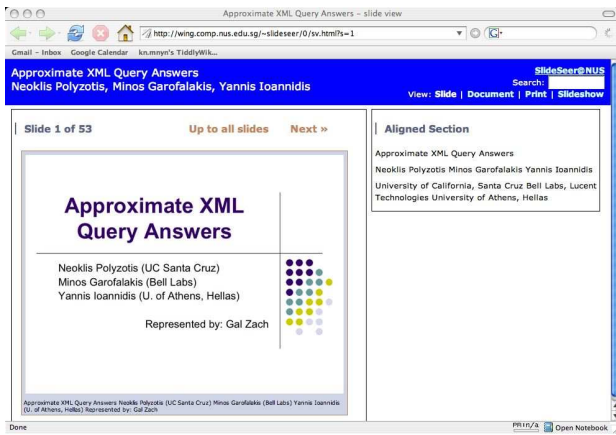 Approximate XML Query Answers – slide view
http://wing.comp.nus.edu.sg/~slideseer/0/sv.html?s=1
Gmail - Inbox Google Calendar kn.mnyn's TiddlyWik...
Approximate XML Query Answers
Neoklis Polyzotis, Minos Garofalakis, Yannis Ioannidis
SlideSeer@NUS
Search:
View: Slide | Document | Print | Slideshow
Slide 1 of 53 Up to all slides Next »
Approximate XML
Query Answers
Neoklis Polyzotis (UC Santa Cruz)
Minos Garofalakis (Bell Labs)
Yannis Ioannidis (U. of Athens, Hellas)
Represented by: Gal Zach
Approximate XML Query Answers Neoklis Polyzotis (UC Santa Cruz) Minos Garofalakis (Bell Labs) Yannis Ioannidis
(U. of Athens, Hellas) Represented by: Gal Zach
Aligned Section
Approximate XML Query Answers
Neoklis Polyzotis Minos Garofalakis Yannis Ioannidis
University of California, Santa Cruz Bell Labs, Lucent
Technologies University of Athens, Hellas
Done
PR: n/a Open Notebook